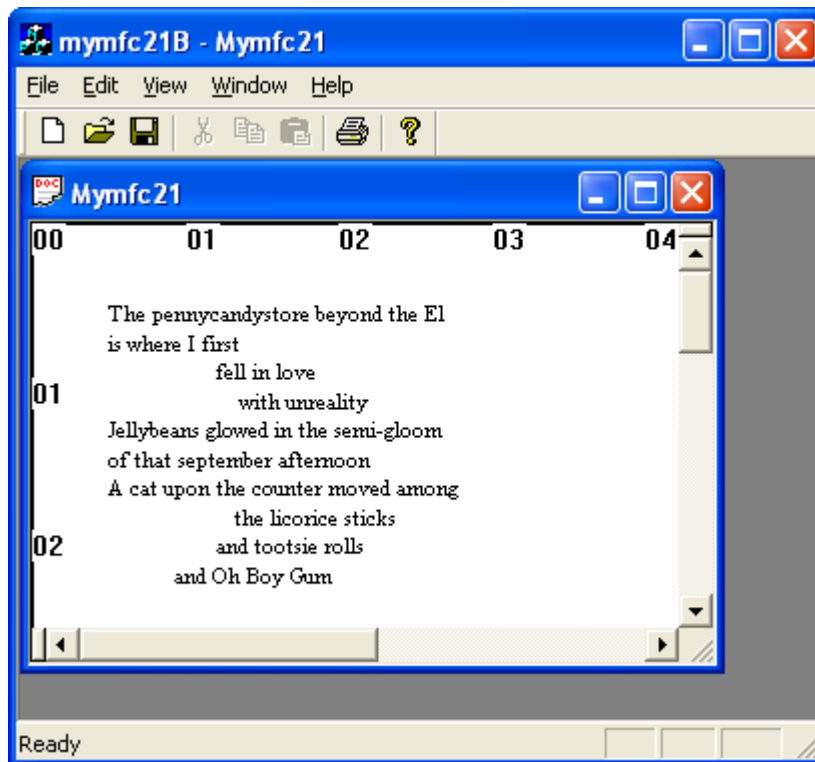 mymfc21B - Mymfc21
File Edit View Window Help
Mymfc21
00 01 02 03 04
The pennycandystore beyond the El
is where I first
fell in love
01
with unreality
Jellybeans glowed in the semi-gloom
of that september afternoon
A cat upon the counter moved among
the licorice sticks
02
and tootsie rolls
and Oh Boy Gum
Ready